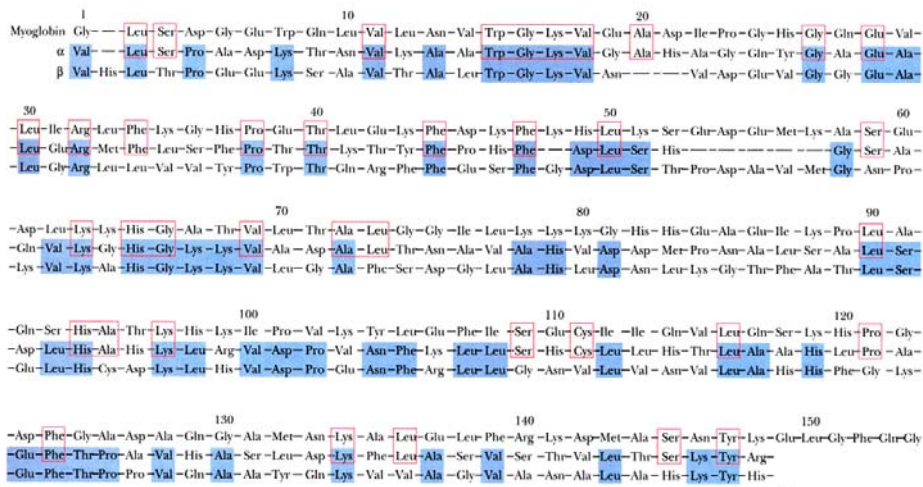 1 10 20
Myoglobin Gly— —Leu—Ser—Asp—Gly—Glu—Trp—Gln—Leu—Val—Leu—Asn—Val—Trp—Gly—Lys—Val—Glu—Ala—Asp—Ile—Pro—Gly—His—Gly—Gln—Glu—Val—
α Val— —Leu—Ser—Pro—Ala—Asp—Lys—Thr—Asn—Val—Lys—Ala—Ala—Trp—Gly—Lys—Val—Gly—Ala—His—Ala—Gly—Gln—Tyr—Gly—Ala—Glu—Ala—
β Val—His—Leu—Thr—Pro—Glu—Glu—Lys—Ser—Ala—Val—Thr—Ala—Leu—Trp—Gly—Lys—Val—Asn— — —Val—Asp—Glu—Val—Gly—Gly—Glu—Ala—
30 40 50 60
Leu—Ile—Arg—Leu—Phe—Lys—Gly—His—Pro—Glu—Thr—Leu—Glu—Lys—Phe—Asp—Lys—Phe—Lys—His—Leu—Lys—Ser—Glu—Asp—Glu—Met—Lys—Ala—Ser—Glu
Leu—Glu—Arg—Met—Phe—Leu—Ser—Phe—Pro—Thr—Thr—Lys—Thr—Tyr—Phe—Pro—His—Phe— —Asp—Leu—Ser—His— — — — — —Gly—Ser—Ala
Leu—Gly—Arg—Leu—Leu—Val—Val—Tyr—Pro—Trp—Thr—Gln—Arg—Phe—Phe—Glu—Ser—Phe—Gly—Asp—Leu—Ser—Thr—Pro—Asp—Ala—Val—Met—Gly—Asn—Pro
70 80 90
—Asp—Leu—Lys—Lys—His—Gly—Ala—Thr—Val—Leu—Thr—Ala—Leu—Gly—Gly—Ile—Leu—Lys—Lys—Lys—Gly—His—His—Glu—Ala—Glu—Ile—Lys—Pro—Leu—Ala—
—Gln—Val—Lys—Gly—His—Gly—Lys—Lys—Val—Ala—Asp—Ala—Leu—Thr—Asn—Ala—Val—Ala—His—Val—Asp—Asp—Met—Pro—Asn—Ala—Leu—Ser—Ala—Leu—Ser—
—Lys—Val—Lys—Ala—His—Gly—Lys—Lys—Val—Leu—Gly—Ala—Phe—Ser—Asp—Gly—Leu—Ala—His—Leu—Asp—Asn—Leu—Lys—Gly—Thr—Phe—Ala—Thr—Leu—Ser—
100 110 120
—Gln—Ser—His—Ala—Thr—Lys—His—Lys—Ile—Pro—Val—Lys—Tyr—Leu—Glu—Phe—Ile—Ser—Glu—Cys—Ile—Ile—Gln—Val—Leu—Gln—Ser—Lys—His—Pro—Gly
—Asp—Leu—His—Ala—His—Lys—Leu—Arg—Val—Asp—Pro—Val—Asn—Phe—Lys—Leu—Leu—Ser—His—Cys—Leu—Leu—His—Thr—Leu—Ala—Ala—His—Leu—Pro—Ala
—Glu—Leu—His—Cys—Asp—Lys—Leu—His—Val—Asp—Pro—Glu—Asn—Phe—Arg—Leu—Leu—Gly—Asn—Val—Leu—Val—Asn—Val—Leu—Ala—His—His—Phe—Gly—Lys
130 140 150
—Asp—Phe—Gly—Ala—Asp—Ala—Gln—Gly—Ala—Met—Asn—Lys—Ala—Leu—Glu—Leu—Phe—Arg—Lys—Asp—Met—Ala—Ser—Asn—Tyr—Lys—Glu—Leu—Gly—Phe—Gln—Gly
—Glu—Phe—Thr—Pro—Ala—Val—His—Ala—Ser—Leu—Asp—Lys—Phe—Leu—Ala—Ser—Val—Ser—Thr—Val—Leu—Thr—Ser—Lys—Tyr—Arg
—Glu—Phe—Thr—Pro—Pro—Val—Gln—Ala—Ala—Tyr—Gln—Lys—Val—Val—Ala—Gly—Val—Ala—Asn—Ala—Leu—Ala—His—Lys—Tyr—His